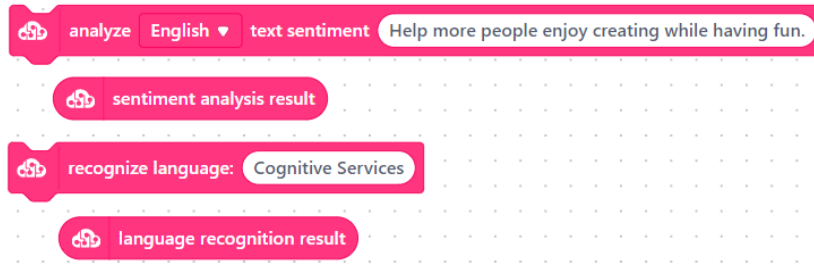 analyze English ▼ text sentiment Help more people enjoy creating while having fun.
sentiment analysis result
recognize language: Cognitive Services
language recognition result